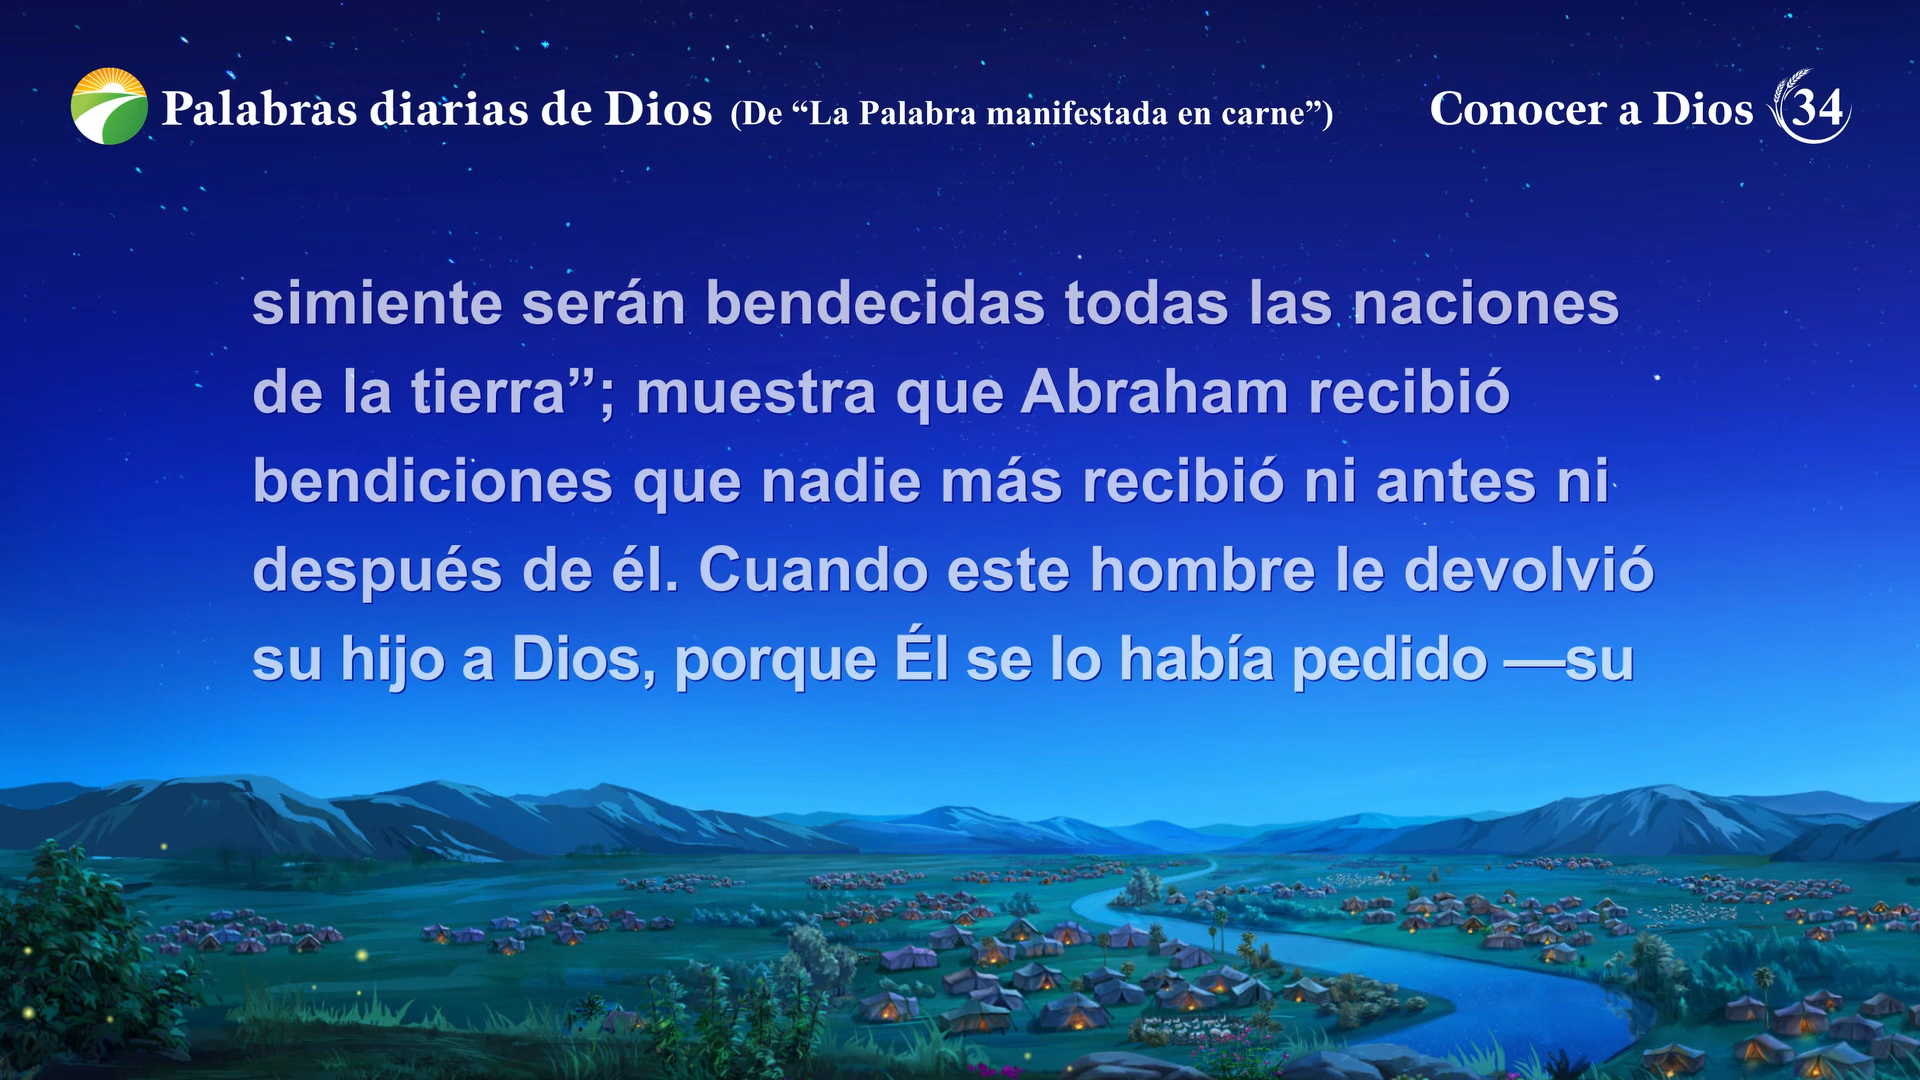 Palabras diarias de Dios (De “La Palabra manifestada en carne”) Conocer a Dios 34
simiente serán bendecidas todas las naciones
de la tierra”; muestra que Abraham recibió
bendiciones que nadie más recibió ni antes ni
después de él. Cuando este hombre le devolvió
su hijo a Dios, porque Él se lo había pedido —su